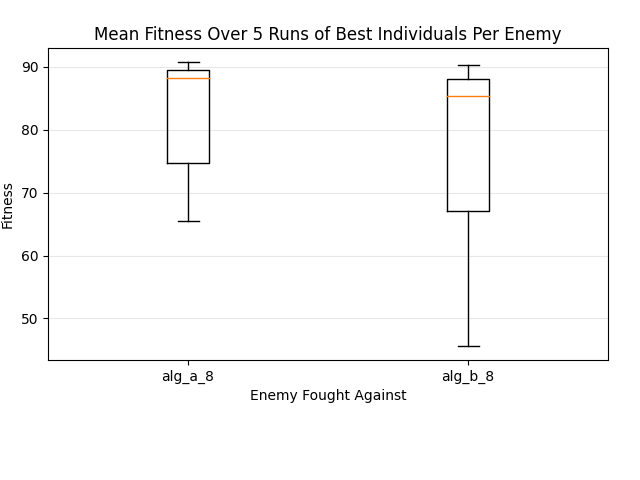 Mean Fitness Over 5 Runs of Best Individuals Per Enemy
90
80
70
60
50
Fitness
alg_a_8
alg_b_8
Enemy Fought Against